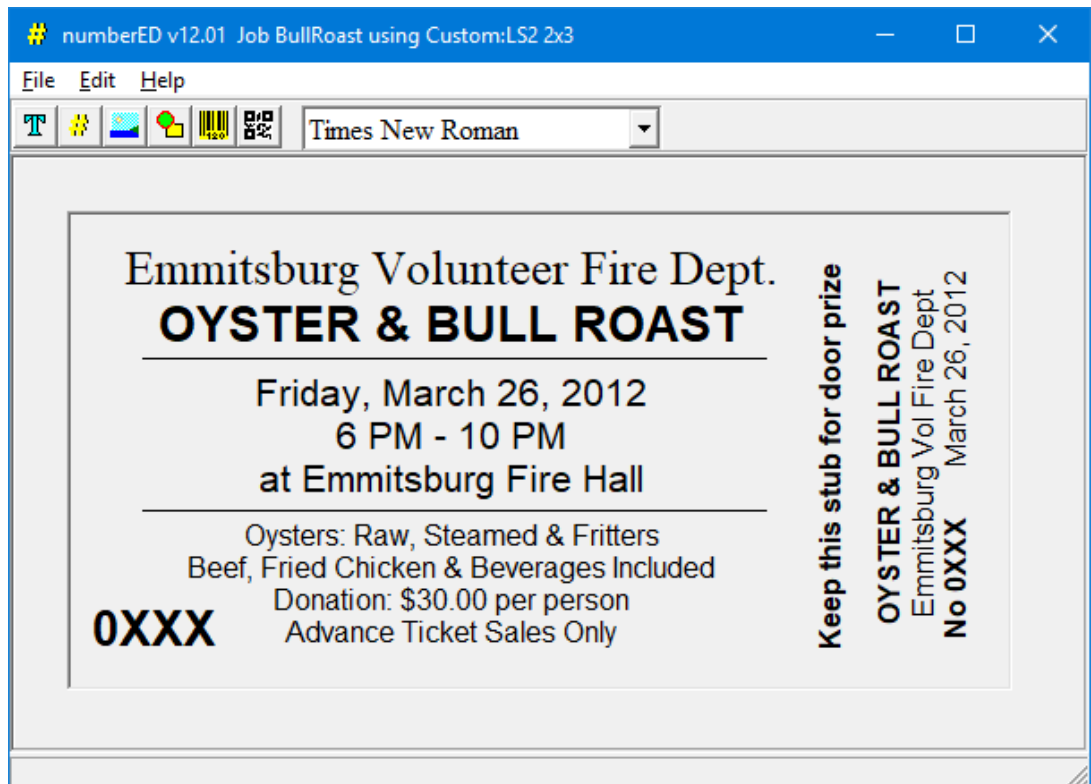 numberED v12.01 Job BullRoast using Custom:LS2 2x3
File Edit Help
Times New Roman
Emmitsburg Volunteer Fire Dept.
OYSTER & BULL ROAST
Friday, March 26, 2012
6 PM - 10 PM
at Emmitsburg Fire Hall
Oysters: Raw, Steamed & Fritters
Beef, Fried Chicken & Beverages Included
Donation: $30.00 per person
Advance Ticket Sales Only
0XXX
Keep this stub for door prize
OYSTER & BULL ROAST
Emmitsburg Vol Fire Dept
No 0XXX March 26, 2012